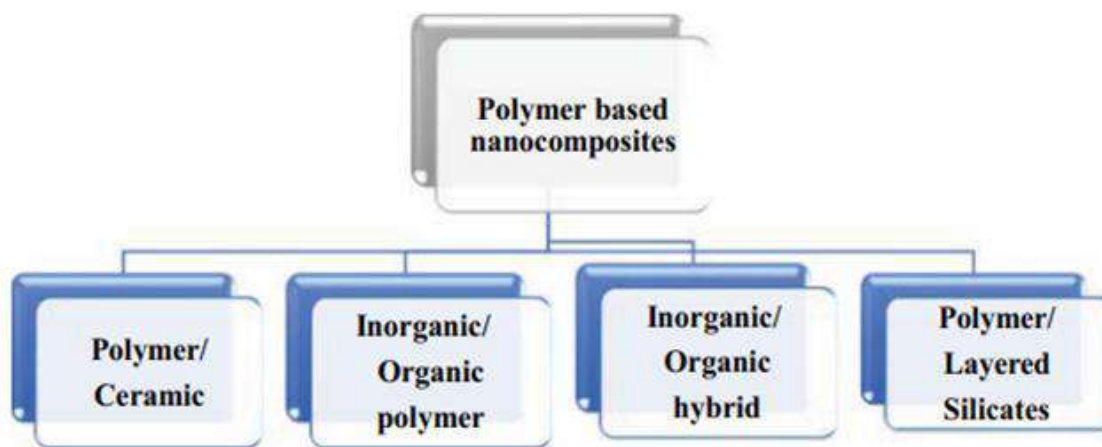 Polymer based
nanocomposites
Polymer/
Ceramic
Inorganic/
Organic
polymer
Inorganic/
Organic
hybrid
Polymer/
Layered
Silicates